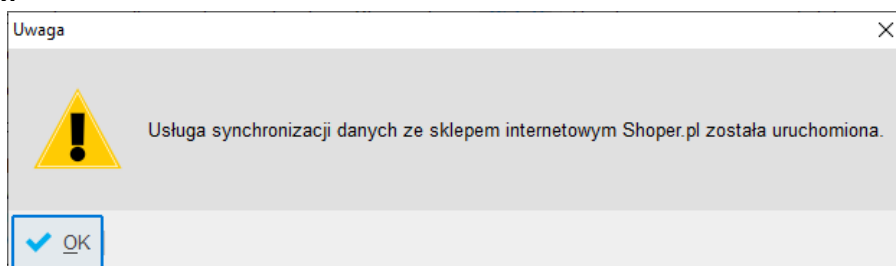 Uwaga
Usługa synchronizacji danych ze sklepem internetowym Shoper.pl została uruchomiona.
OK